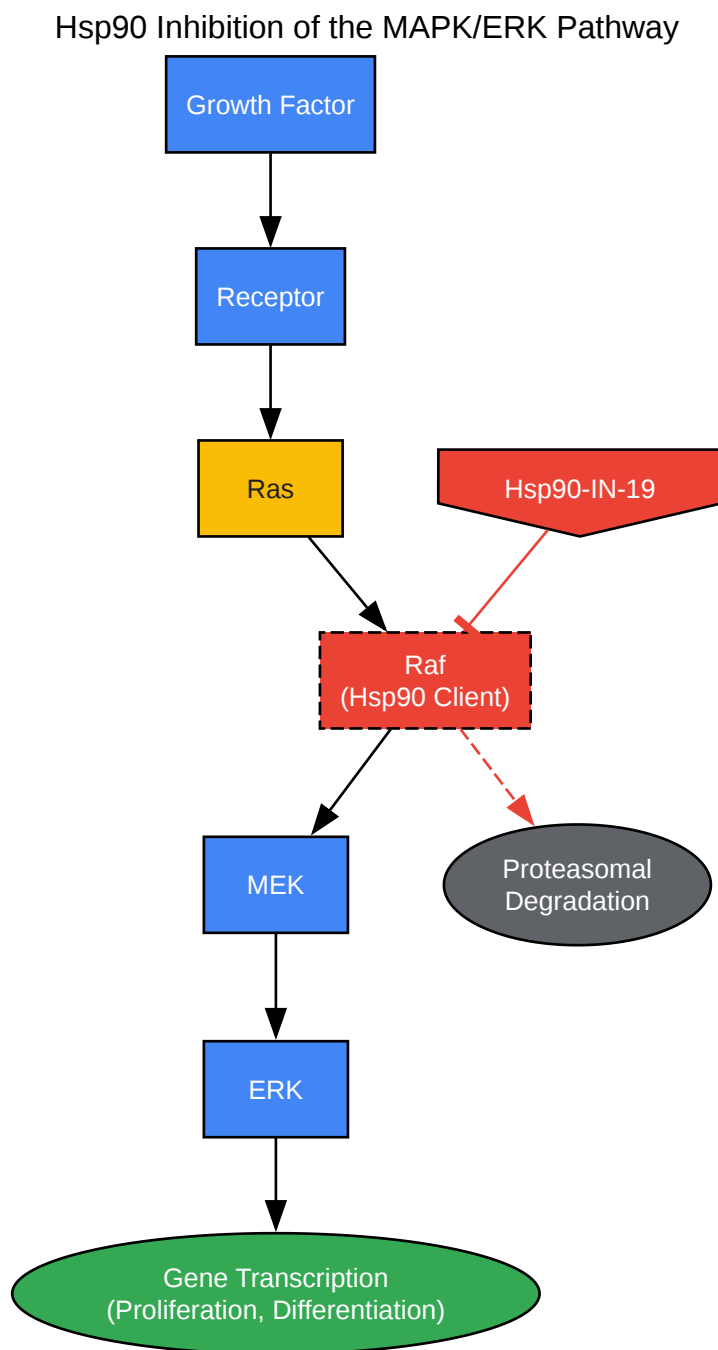 Hsp90 Inhibition of the MAPK/ERK Pathway
Growth Factor
Receptor
Ras
Hsp90-IN-19
Raf
(Hsp90 Client)
MEK
Proteasomal
Degradation
ERK
Gene Transcription
(Proliferation, Differentiation)